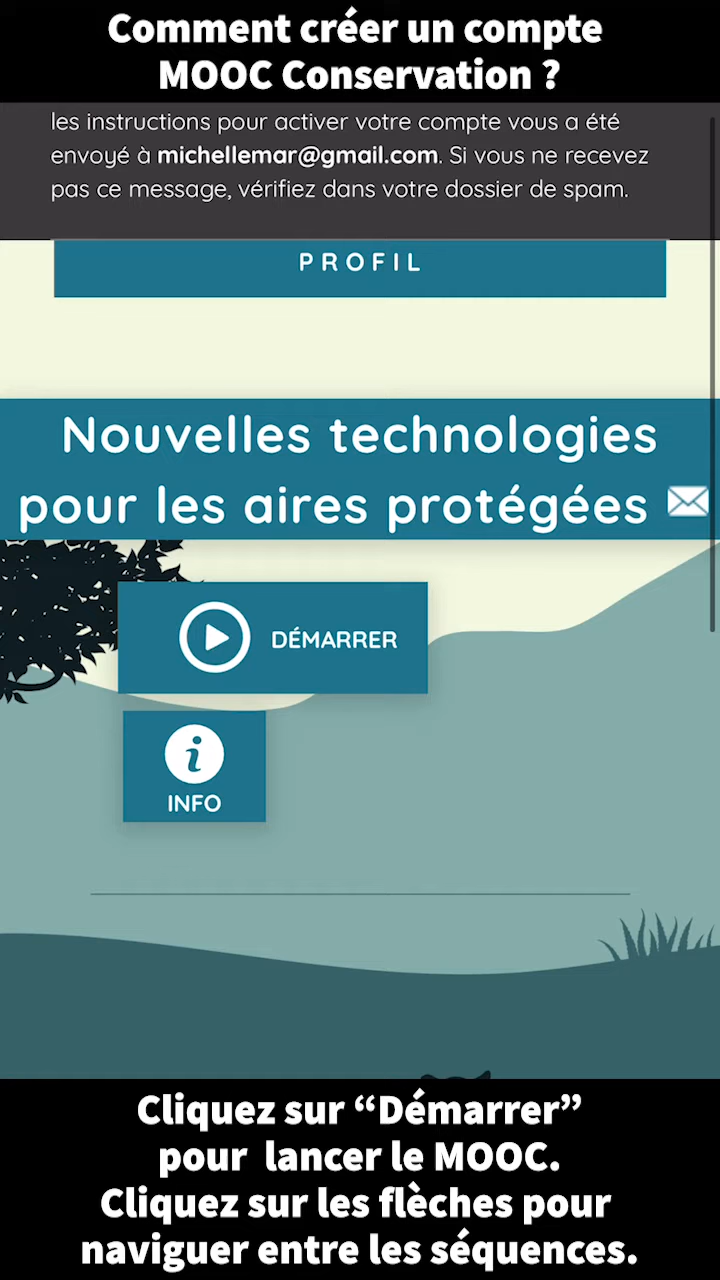 Comment créer un compte
MOOC Conservation ?
les instructions pour activer votre compte vous a été
envoyé à michellemar@gmail.com. Si vous ne recevez
pas ce message, vérifiez dans votre dossier de spam.
PROFIL
Nouvelles technologies
pour les aires protégées
DÉMARRER
INFO
Cliquez sur “Démarrer”
pour lancer le MOOC.
Cliquez sur les flèches pour
naviguer entre les séquences.